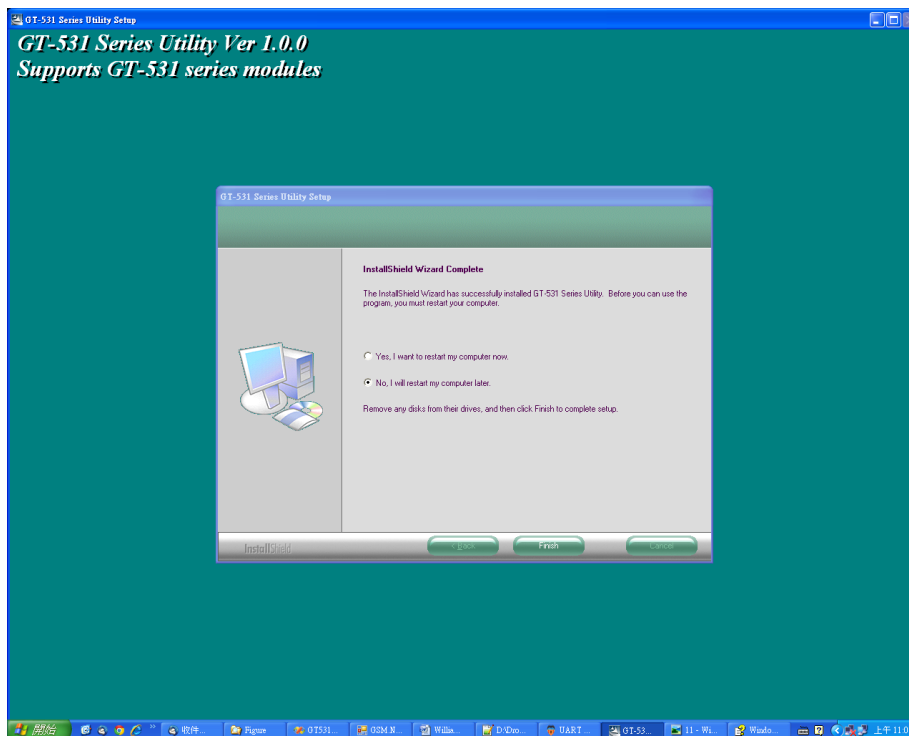 GT-531 Series Utility Setup
GT-531 Series Utility Ver 1.0.0
Supports GT-531 series modules
GT-531 Series Utility Setup
InstallShield Wizard Complete
The InstallShield Wizard has successfully installed GT-531 Series Utility. Before you can use the
program, you must restart your computer.
Yes, I want to restart my computer now.
No, I will restart my computer later.
Remove any disks from their drives, and then click Finish to complete setup.
InstallShield
< Back
Finish
Cancel
開始
收件...
Figure
GT531...
GSM N...
Willia...
D:\Dro...
UART ...
GT-53...
11 - Wi...
Windo...
上午 11:0